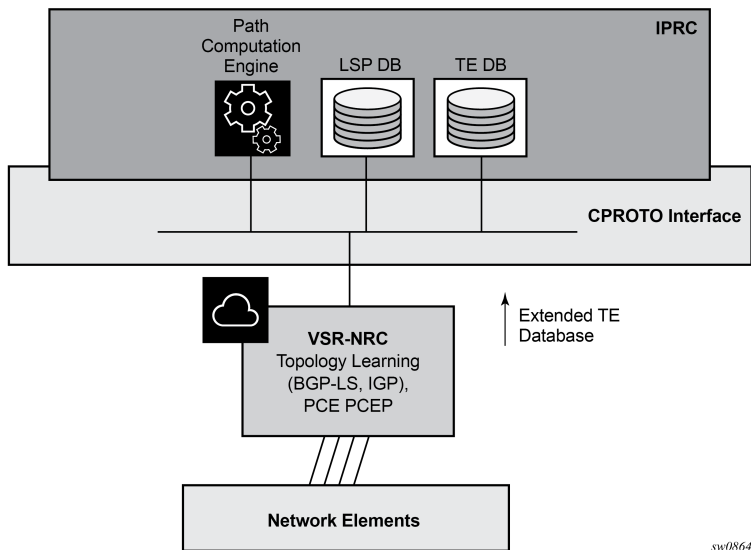 IPRC
Path
Computation
Engine
LSP DB
TE DB
CPROTO Interface
VSR-NRC
Topology Learning
(BGP-LS, IGP),
PCE PCEP
Extended TE
Database
Network Elements
sw0864